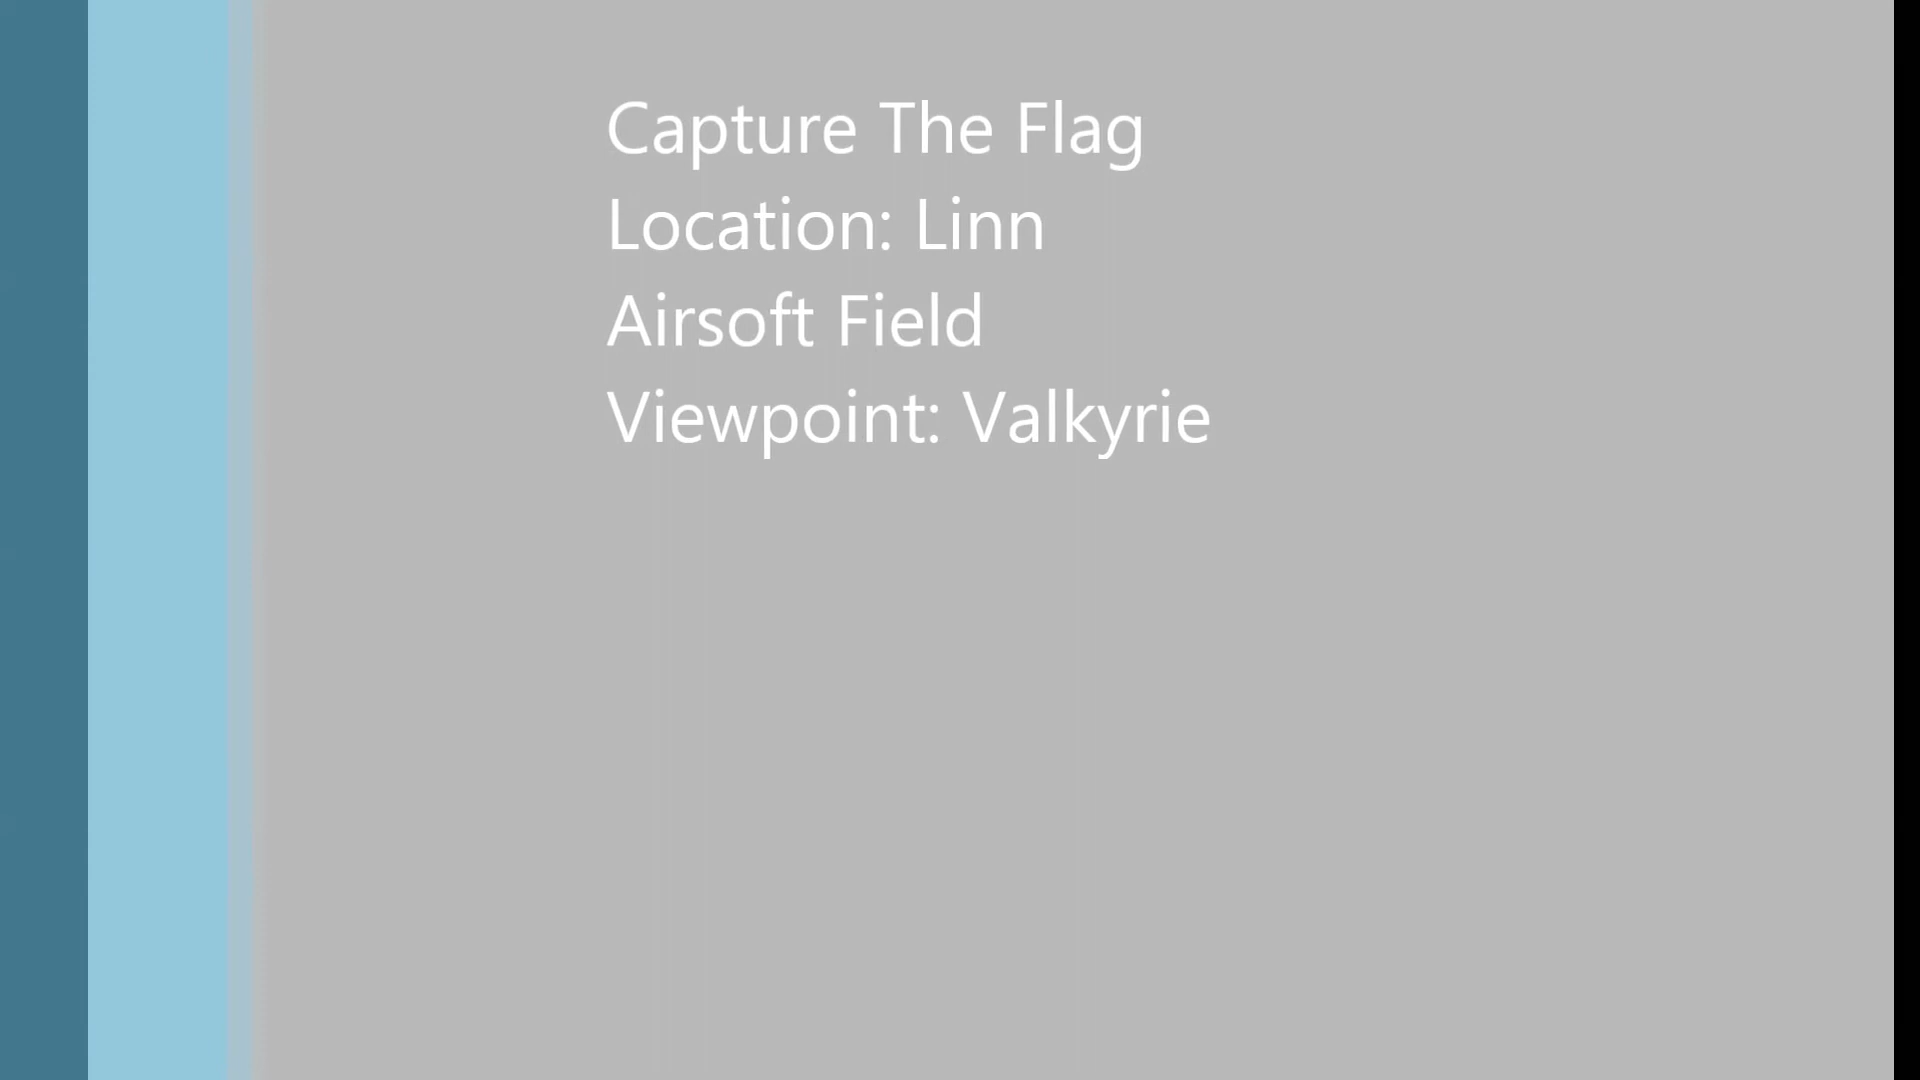 Capture The Flag
Location: Linn
Airsoft Field
Viewpoint: Valkyrie